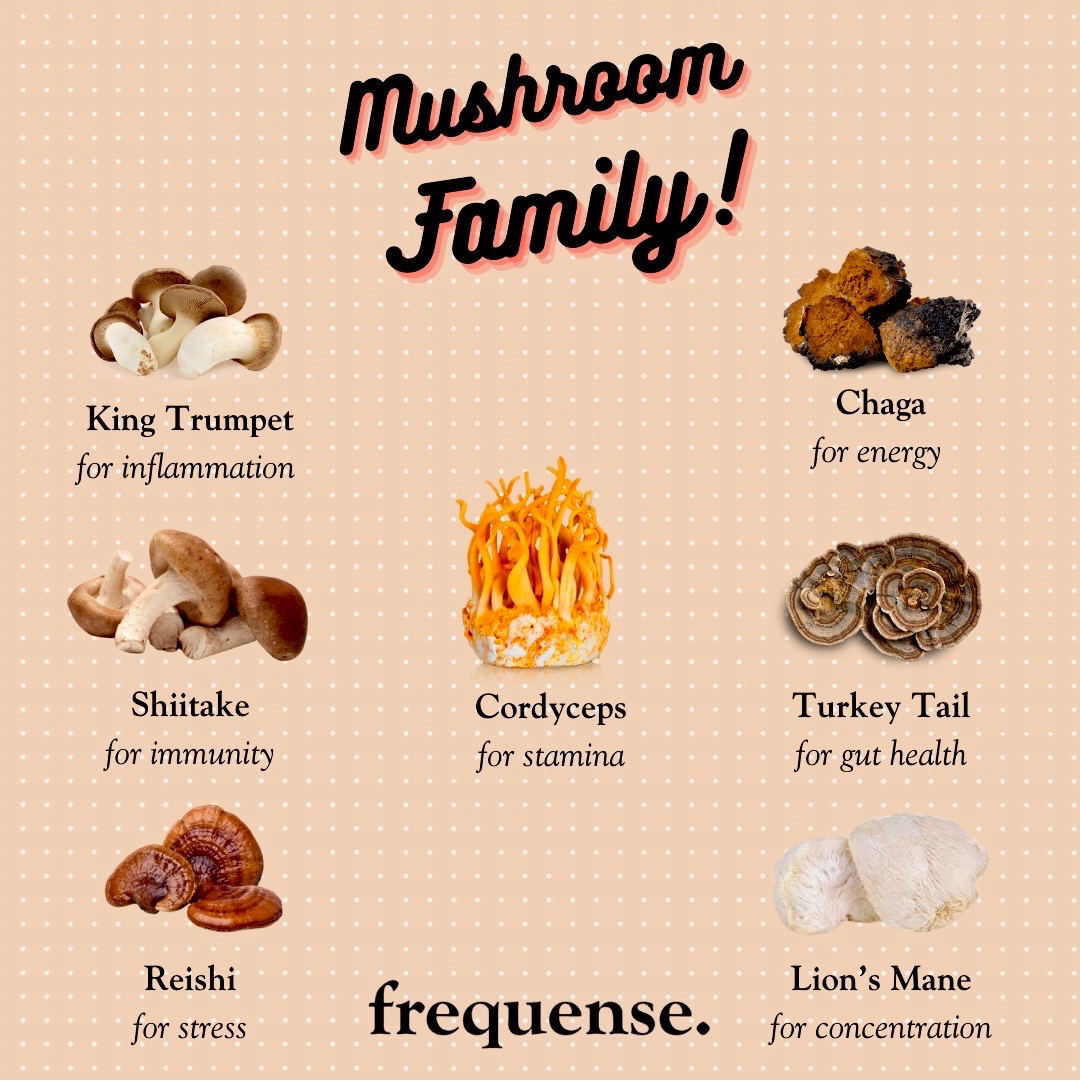 Mushroom
Family!
King Trumpet
for inflammation
Chaga
for energy
Shiitake
for immunity
Cordyceps
for stamina
Turkey Tail
for gut health
Reishi
for stress
Lion's Mane
for concentration
frequense.